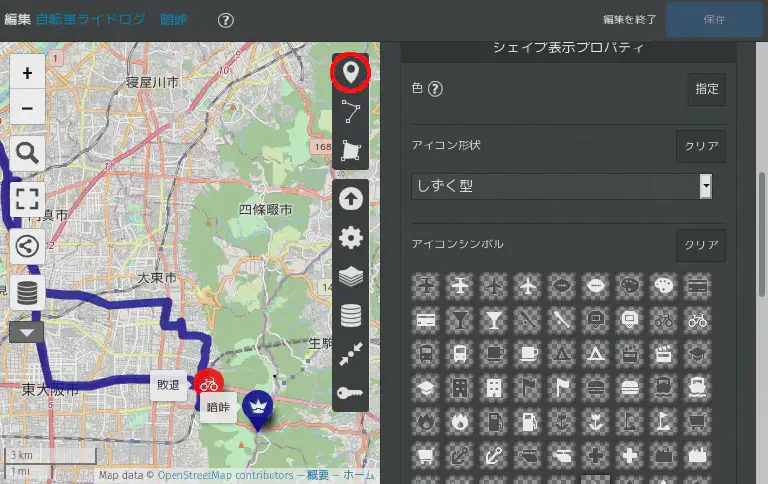 編集 自転車ライドログ 暗峠
?
編集を終了
保存
シェイプ表示プロパティ
色 ?
指定
アイコン形状
クリア
しずく型
アイコンシンボル
クリア
+
−
1
寝屋川市
168
四條畷市
門真市
大東市
生駒
敗退
暗峠
東大阪市
3 km
1 mi
Map data © OpenStreetMap contributors — 概要 — ホーム